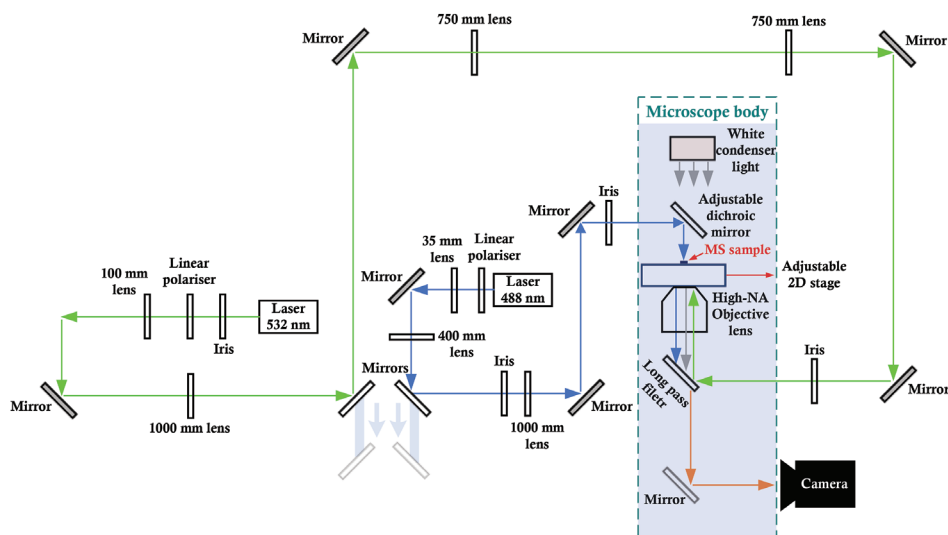 750 mm lens
750 mm lens
Mirror
Mirror
Microscope body
White
condenser
light
Iris
Mirror
Adjustable
dichroic
mirror
MS sample
35 mm
lens
Linear
polariser
Mirror
Laser
488 nm
Adjustable
2D stage
100 mm
lens
Linear
polariser
Laser
532 nm
Iris
High-NA
Objective
lens
400 mm
lens
Mirrors
Iris
Iris
Long pass
filetr
Mirror
1000 mm lens
1000 mm
lens
Mirror
Mirror
Mirror
Camera